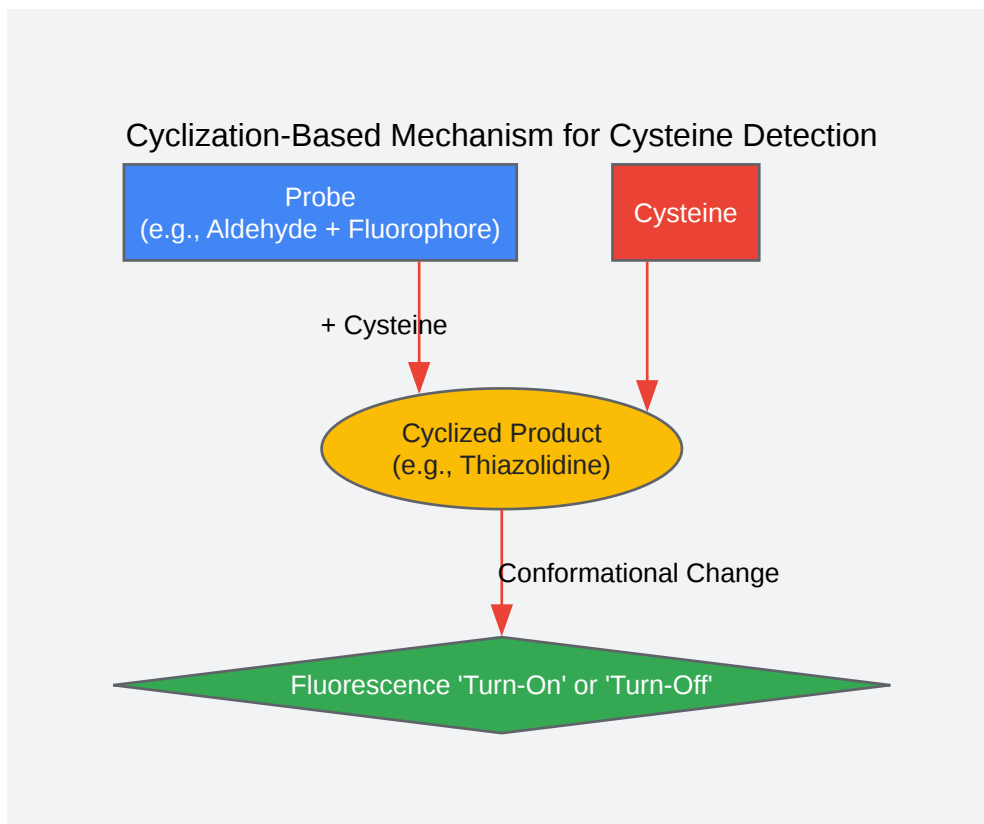 Cyclization-Based Mechanism for Cysteine Detection
Probe
(e.g., Aldehyde + Fluorophore)
Cysteine
+ Cysteine
Cyclized Product
(e.g., Thiazolidine)
Conformational Change
Fluorescence 'Turn-On' or 'Turn-Off'